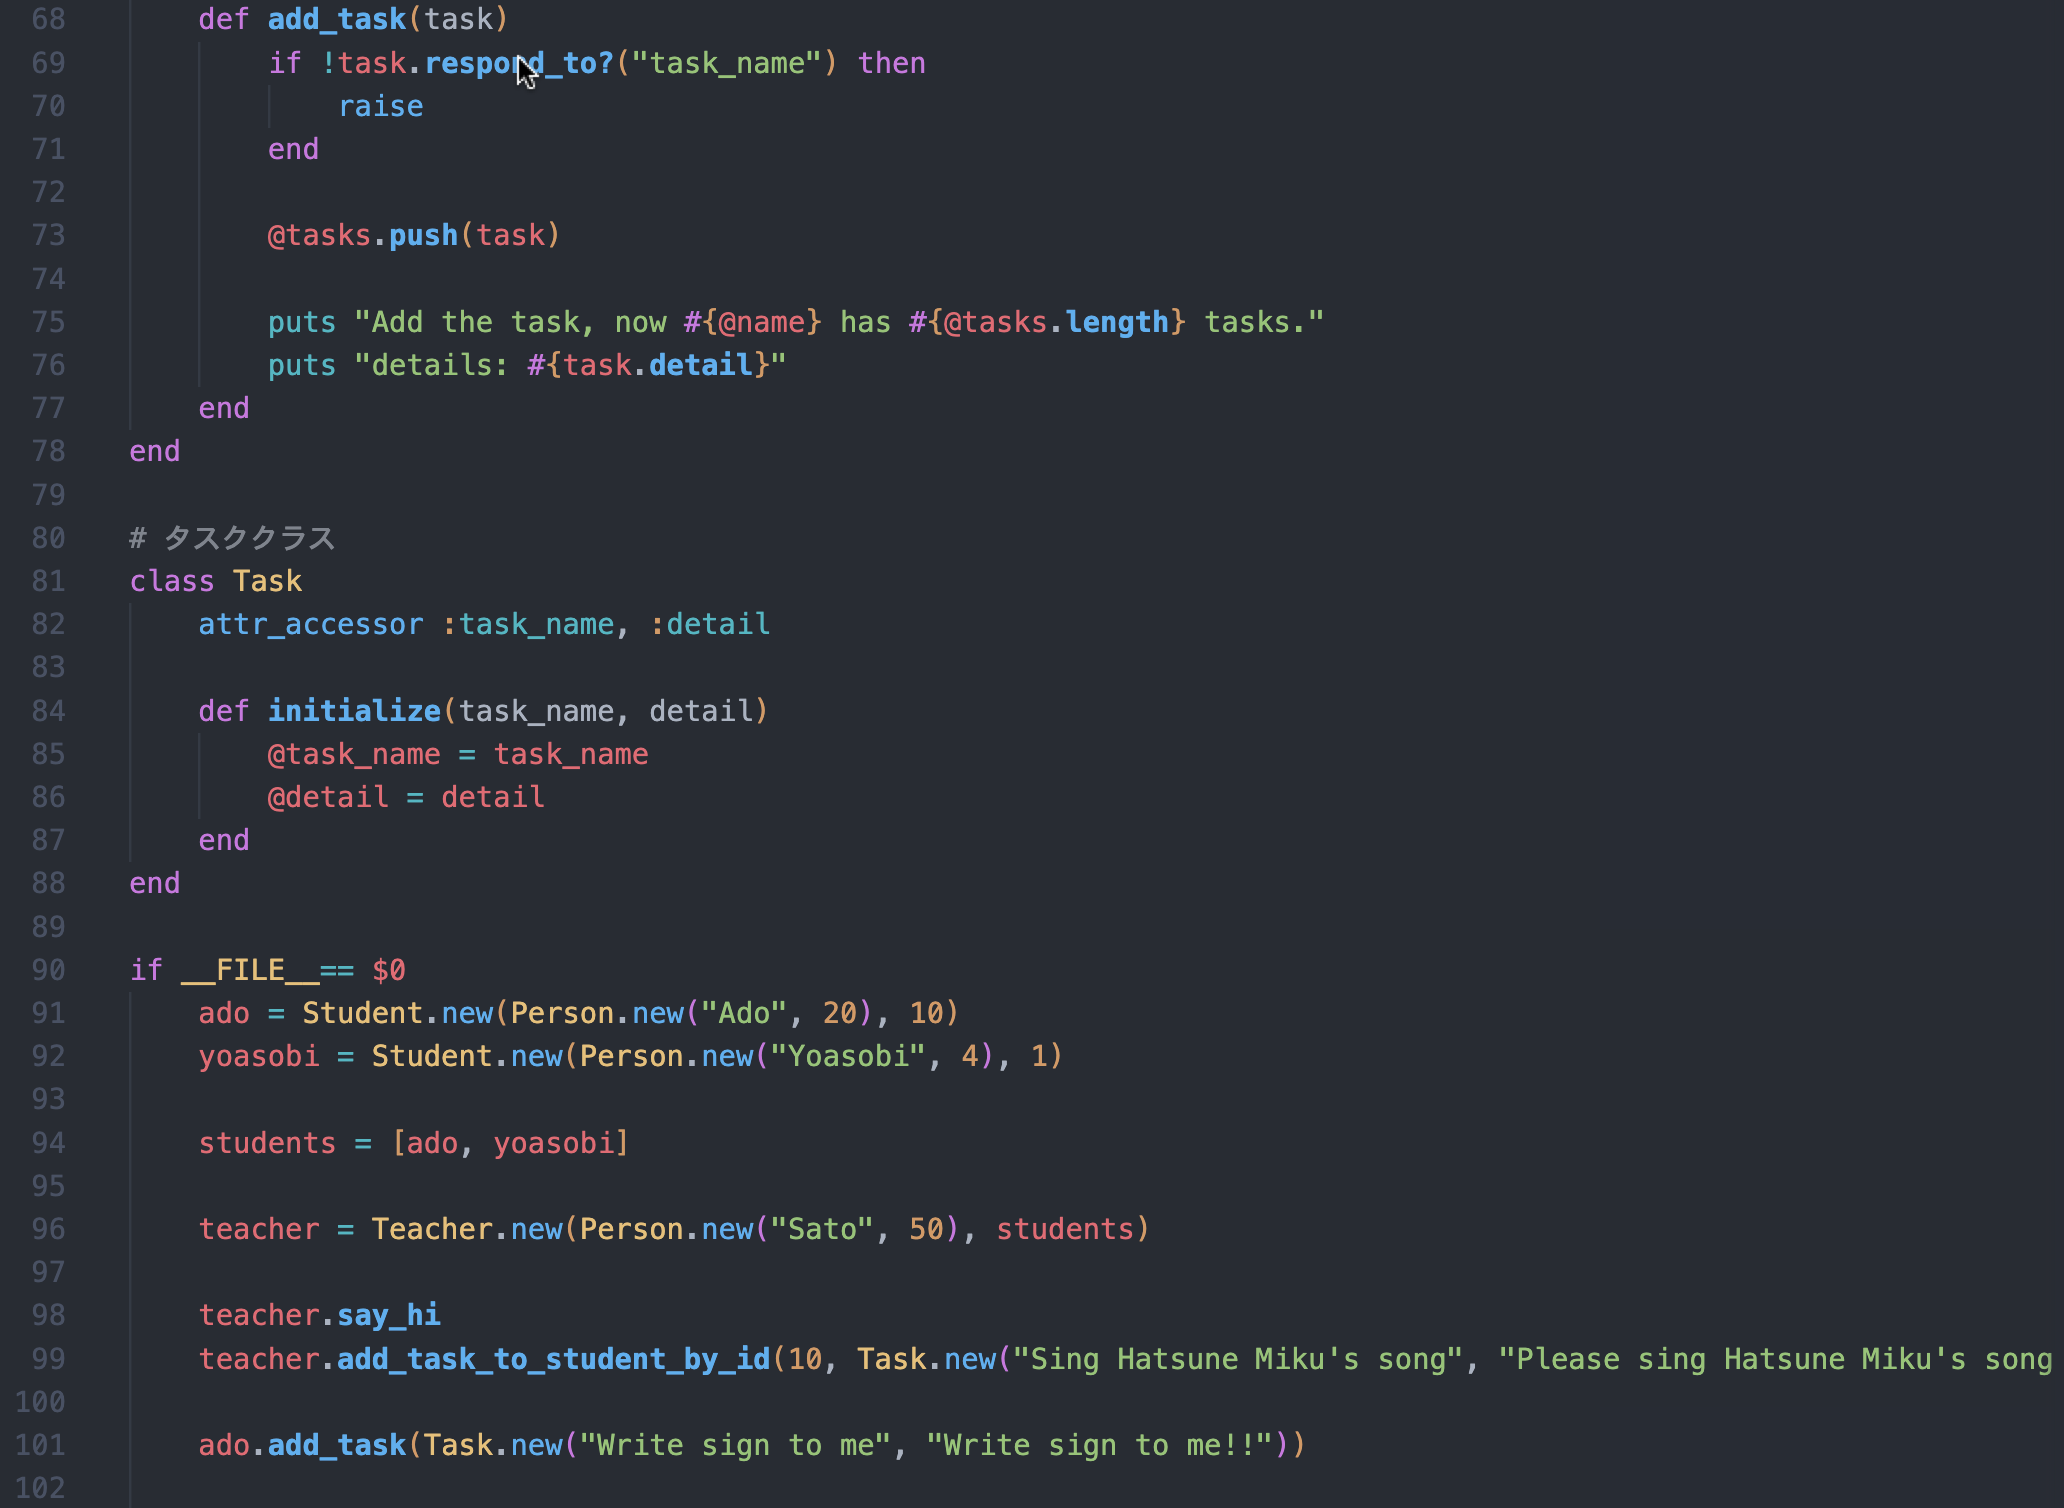 68 def add_task(task)
69 if !task.respond_to?("task_name") then
70 raise
71 end
72
73 @tasks.push(task)
74
75 puts "Add the task, now #{@name} has #{@tasks.length} tasks."
76 puts "details: #{task.detail}"
77 end
78 end
79
80 # タスククラス
81 class Task
82 attr_accessor :task_name, :detail
83
84 def initialize(task_name, detail)
85 @task_name = task_name
86 @detail = detail
87 end
88 end
89
90 if __FILE__== $0
91 ado = Student.new(Person.new("Ado", 20), 10)
92 yoasobi = Student.new(Person.new("Yoasobi", 4), 1)
93
94 students = [ado, yoasobi]
95
96 teacher = Teacher.new(Person.new("Sato", 50), students)
97
98 teacher.say_hi
99 teacher.add_task_to_student_by_id(10, Task.new("Sing Hatsune Miku's song", "Please sing Hatsune Miku's song
100
101 ado.add_task(Task.new("Write sign to me", "Write sign to me!!"))
102